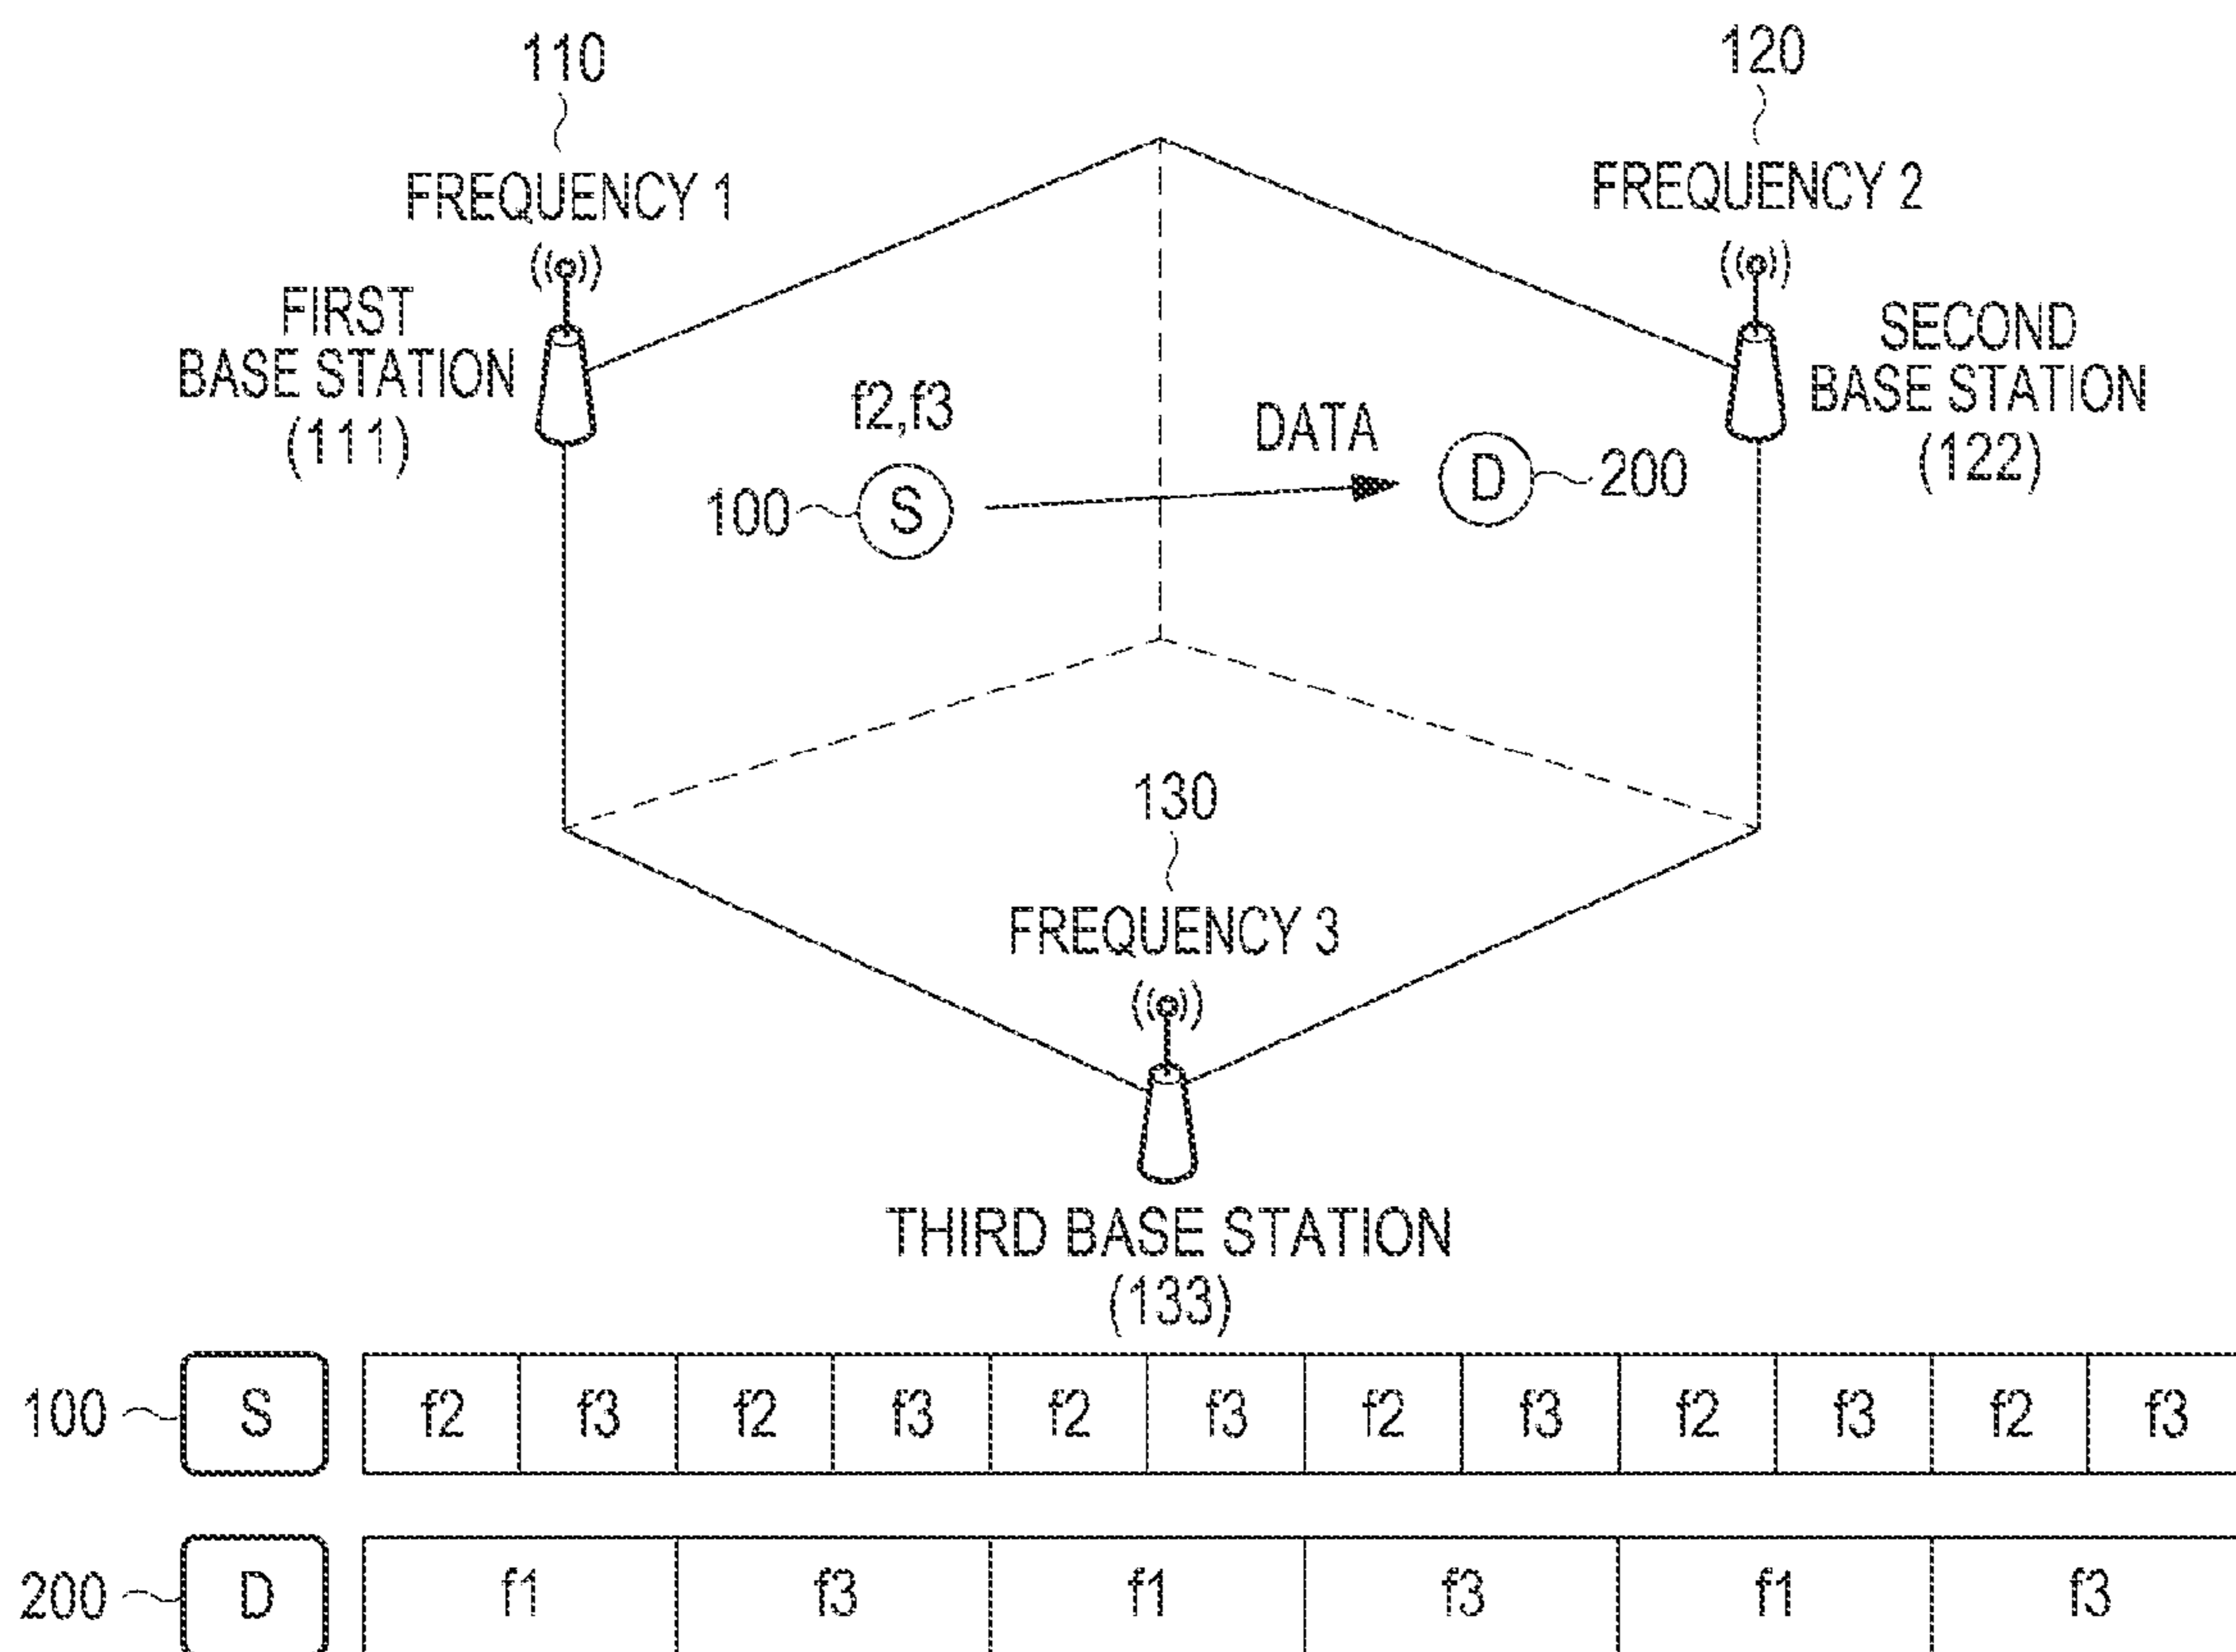 110
120
FREQUENCY 1
FREQUENCY 2
FIRST
BASE STATION
(111)
SECOND
BASE STATION
(122)
f2,f3
DATA
100
S
D
200
130
FREQUENCY 3
THIRD BASE STATION
(133)
100 S f2 f3 f2 f3 f2 f3 f2 f3 f2 f3 f2 f3
200 D f1 f3 f1 f3 f1 f3